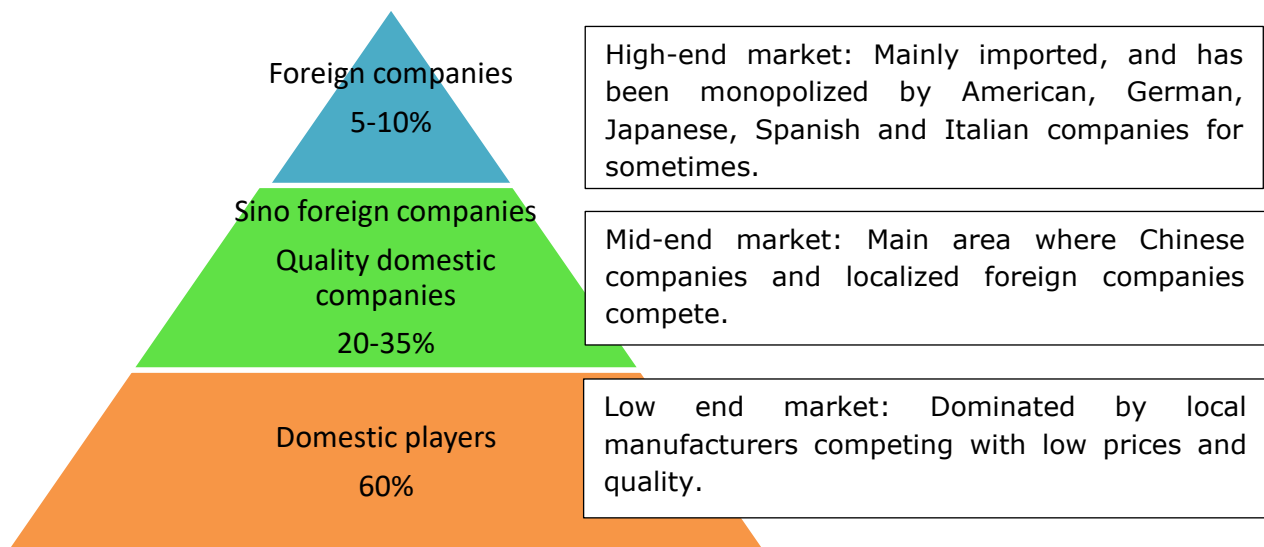 Foreign companies
5-10%
High-end market: Mainly imported, and has
been monopolized by American, German,
Japanese, Spanish and Italian companies for
sometimes.
Sino foreign companies
Quality domestic
companies
20-35%
Mid-end market: Main area where Chinese
companies and localized foreign companies
compete.
Domestic players
60%
Low end market: Dominated by local
manufacturers competing with low prices and
quality.